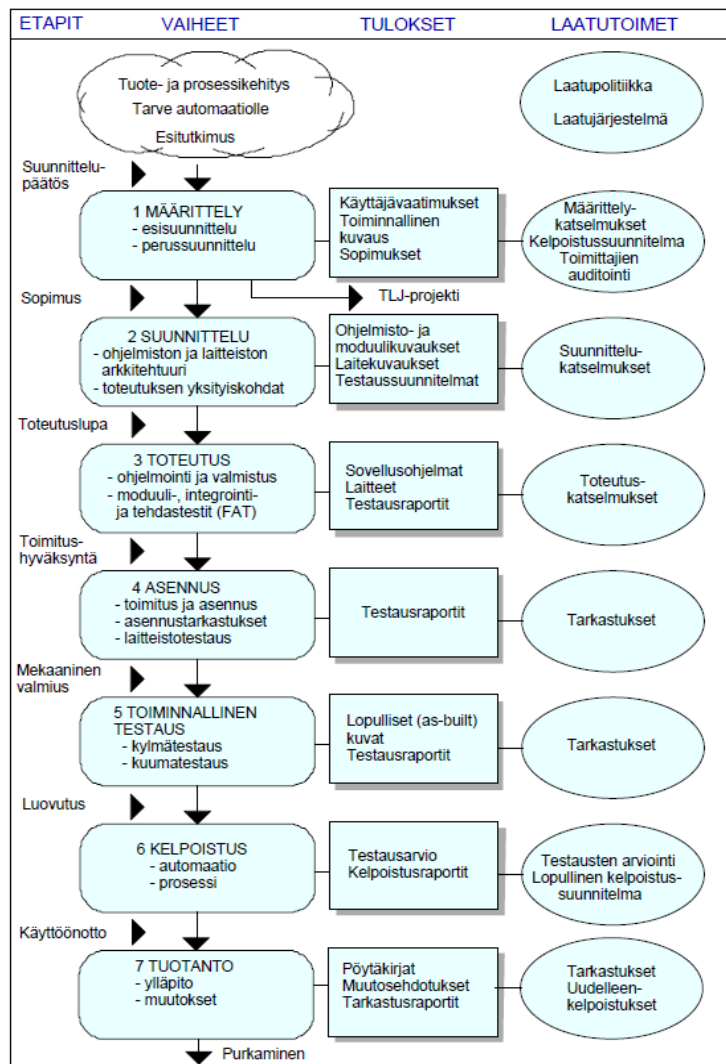 ETAPIT VAIHEET TULOKSET LAATUTOIMET
Tuote- ja prosessikehitys
Tarve automaatiolle
Esitutkimus
Laatupolitiikka
Laatujärjestelmä
Suunnittelu-
päätös
1 MÄÄRITTELY
- esisuunnittelu
- perussuunnittelu
Käyttäjävaatimukset
Toiminnallinen
kuvaus
Sopimukset
Määrittely-
katselmukset
Kelpoistussuunnitelma
Toimittajien
auditointi
Sopimus
TLJ-projekti
2 SUUNNITTELU
- ohjelmiston ja laitteiston
arkkitehtuuri
- toteutuksen yksityiskohdat
Ohjelmisto- ja
moduulikuvaukset
Laitekuvaukset
Testaussuunnitelmat
Suunnittelu-
katselmukset
Toteutuslupa
3 TOTEUTUS
- ohjelmointi ja valmistus
- moduuli-, integrointi-
ja tehdastestit (FAT)
Sovellusohjelmat
Laitteet
Testausraportit
Toteutus-
katselmukset
Toimitus-
hyväksyntä
4 ASENNUS
- toimitus ja asennus
- asennustarkastukset
- laitteistotestaus
Testausraportit
Tarkastukset
Mekaaninen
valmius
5 TOIMINNALLINEN
TESTAUS
- kylmätestaus
- kuumatestaus
Lopulliset (as-built)
kuvat
Testausraportit
Tarkastukset
Luovutus
6 KELPOISTUS
- automaatio
- prosessi
Testausarvio
Kelpoistusraportit
Testausten arviointi
Lopullinen kelpoistus-
suunnitelma
Käyttöönotto
7 TUOTANTO
- ylläpito
- muutokset
Pöytäkirjat
Muutosehdotukset
Tarkastusraportit
Tarkastukset
Uudelleen-
kelpoistukset
Purkaminen